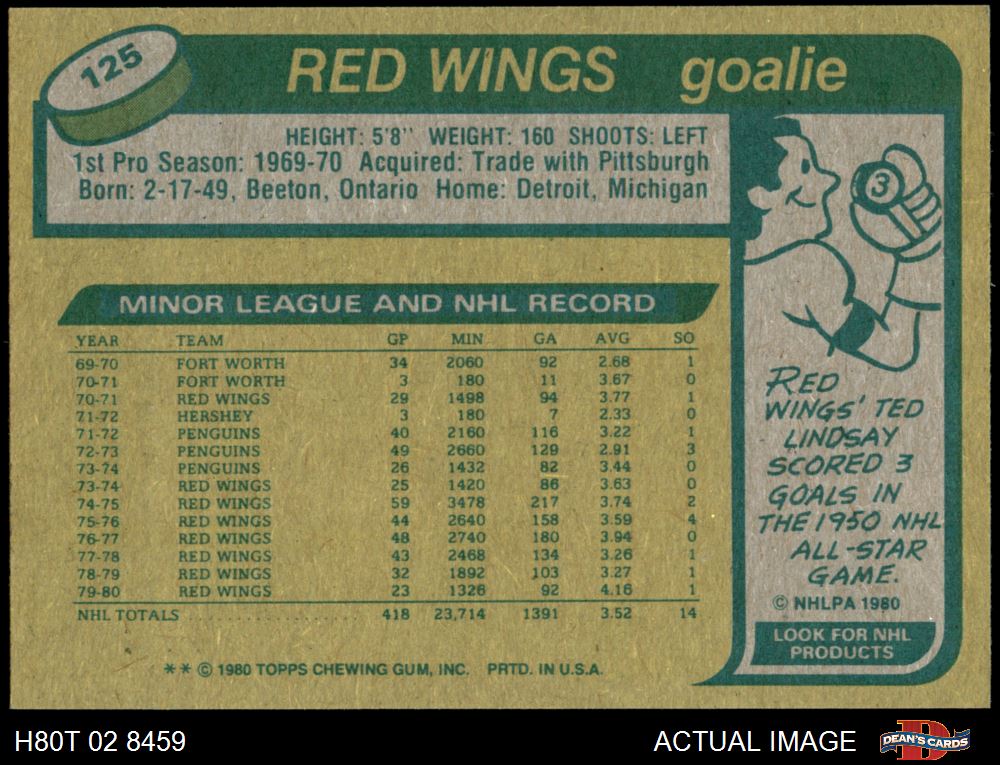 125
RED WINGS goalie
HEIGHT: 5'8" WEIGHT: 160 SHOOTS: LEFT
1st Pro Season: 1969-70 Acquired: Trade with Pittsburgh
Born: 2-17-49, Beeton, Ontario Home: Detroit, Michigan
3
MINOR LEAGUE AND NHL RECORD
YEAR TEAM GP MIN GA AVG SO
69-70 FORT WORTH 34 2060 92 2.68 1
70-71 FORT WORTH 3 180 11 3.67 0
70-71 RED WINGS 29 1498 94 3.77 1
71-72 HERSHEY 3 180 7 2.33 0
71-72 PENGUINS 40 2160 116 3.22 1
72-73 PENGUINS 49 2660 129 2.91 3
73-74 PENGUINS 26 1432 82 3.44 0
73-74 RED WINGS 25 1420 86 3.63 0
74-75 RED WINGS 59 3478 217 3.74 2
75-76 RED WINGS 44 2640 158 3.59 4
76-77 RED WINGS 48 2740 180 3.94 0
77-78 RED WINGS 43 2468 134 3.26 1
78-79 RED WINGS 32 1892 103 3.27 1
79-80 RED WINGS 23 1326 92 4.16 1
NHL TOTALS 418 23,714 1391 3.52 14
** © 1980 TOPPS CHEWING GUM, INC. PRTD. IN U.S.A.
RED
WINGS' TED
LINDSAY
SCORED 3
GOALS IN
THE 1950 NHL
ALL-STAR
GAME.
© NHLPA 1980
LOOK FOR NHL
PRODUCTS
H80T 02 8459
ACTUAL IMAGE
D
DEAN'S CARDS